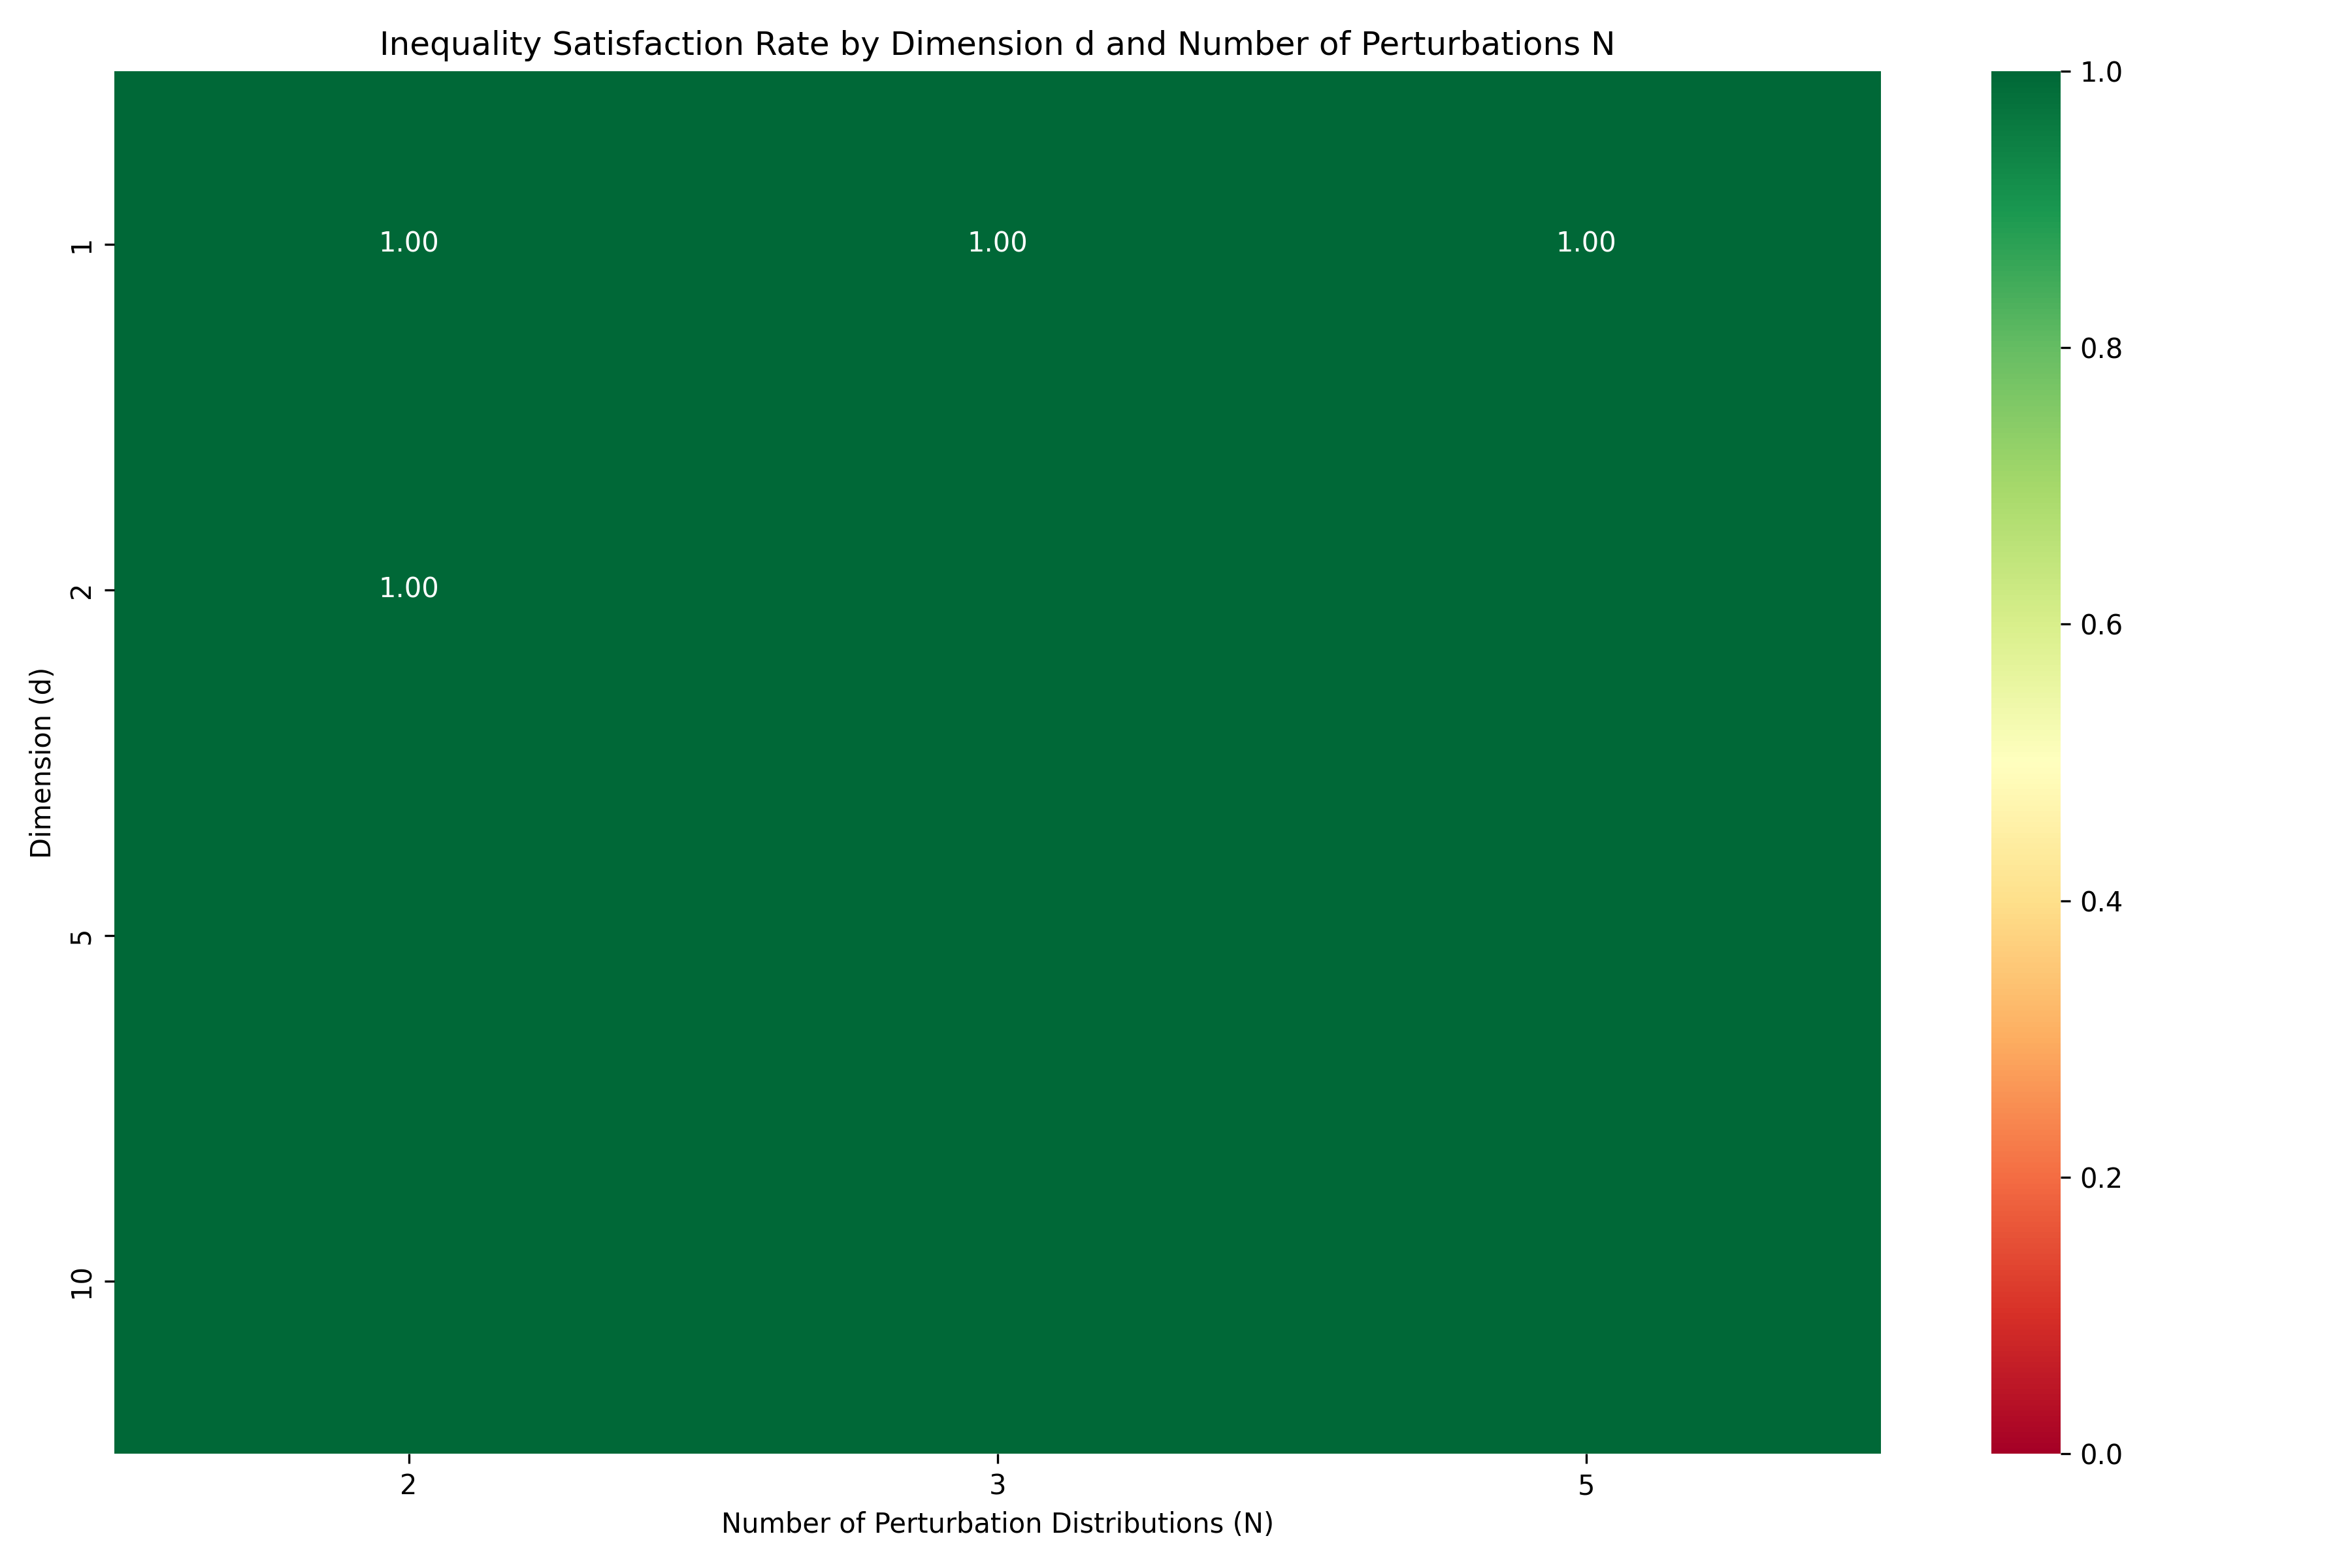 Inequality Satisfaction Rate by Dimension d and Number of Perturbations N
1.00 1.00 1.00
1.00
1
2
5
10
Dimension (d)
2 3 5
Number of Perturbation Distributions (N)
1.0
0.8
0.6
0.4
0.2
0.0